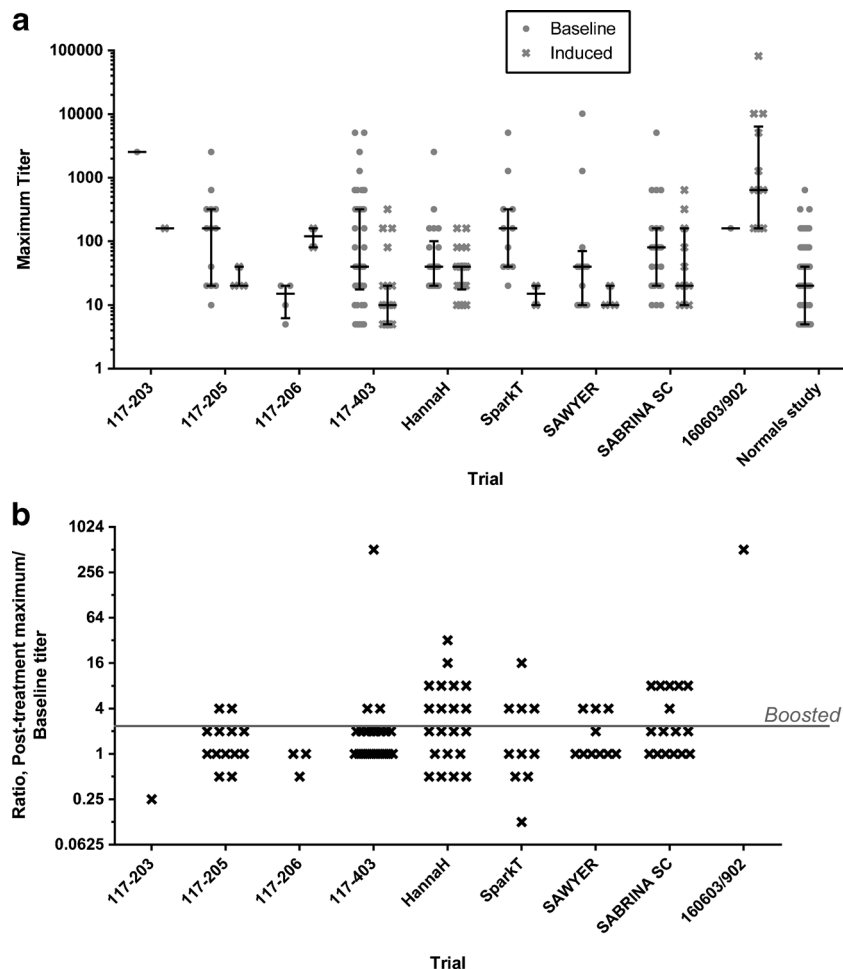 a
Baseline
Induced
Maximum Titer
100000
10000
1000
100
10
1
117-203
117-205
117-206
117-403
HannaH
SparkT
SAWYER
SABRINA SC
160603/902
Normals study
Trial
b
Ratio, Post-treatment maximum/
Baseline titer
1024
256
64
16
4
1
0.25
0.0625
Boosted
117-203
117-205
117-206
117-403
HannaH
SparkT
SAWYER
SABRINA SC
160603/902
Trial